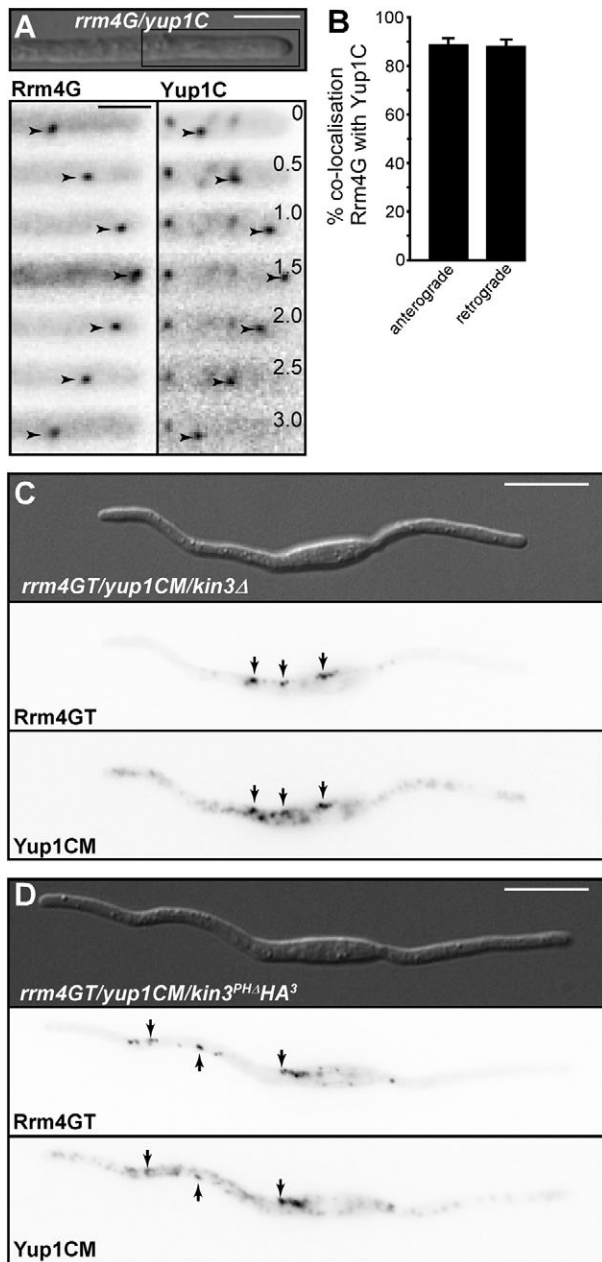 A
rrm4G/yup1C
Rrm4G
Yup1C
0
0.5
1.0
1.5
2.0
2.5
3.0
B
% co-localisation
Rrm4G with Yup1C
100
80
60
40
20
0
anterograde
retrograde
C
rrm4GT/yup1CM/kin3Δ
Rrm4GT
Yup1CM
D
rrm4GT/yup1CM/kin3PHΔHA3
Rrm4GT
Yup1CM